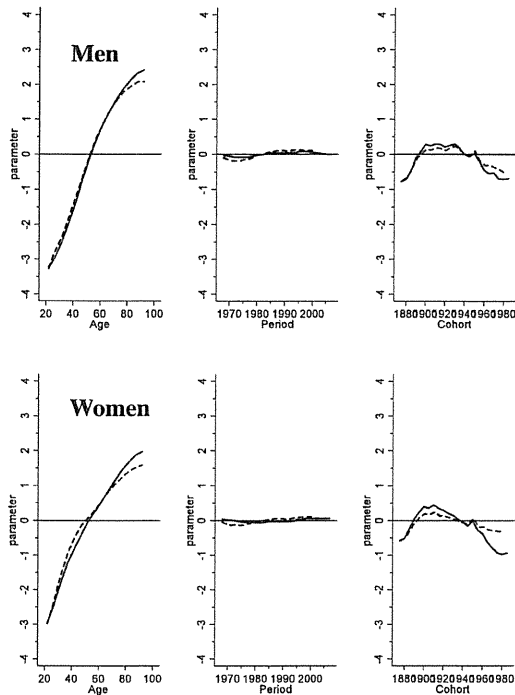 Men
parameter
-4 -3 -2 -1 0 1 2 3 4
20 40 60 80 100
Age
parameter
-4 -3 -2 -1 0 1 2 3 4
1970 1980 1990 2000
Period
parameter
-4 -3 -2 -1 0 1 2 3 4
1880 1900 1920 1940 1960 1980
Cohort
Women
parameter
-4 -3 -2 -1 0 1 2 3 4
20 40 60 80 100
Age
parameter
-4 -3 -2 -1 0 1 2 3 4
1970 1980 1990 2000
Period
parameter
-4 -3 -2 -1 0 1 2 3 4
1880 1900 1920 1940 1960 1980
Cohort